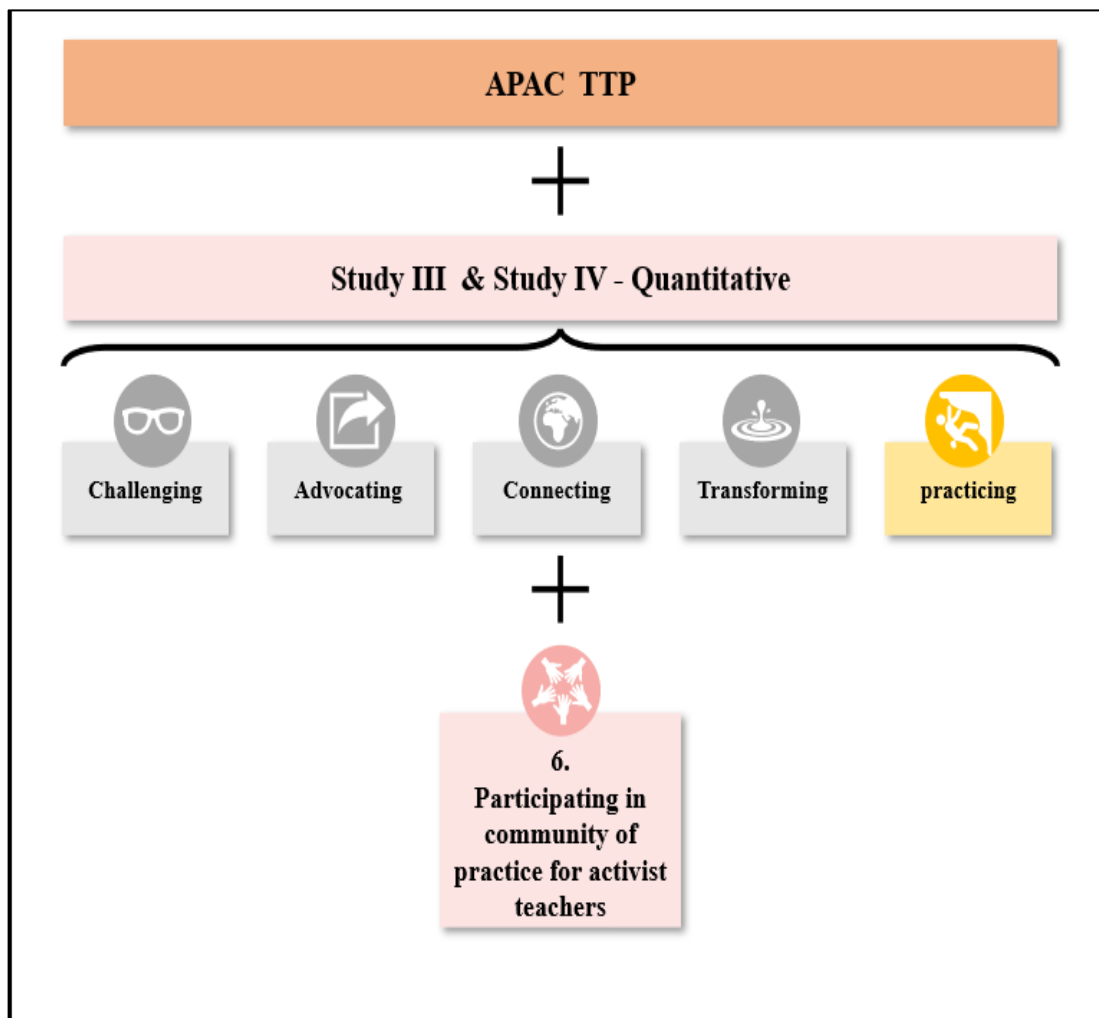 APAC TTP
Study III & Study IV - Quantitative
Challenging
Advocating
Connecting
Transforming
practicing
6.
Participating in
community of
practice for activist
teachers